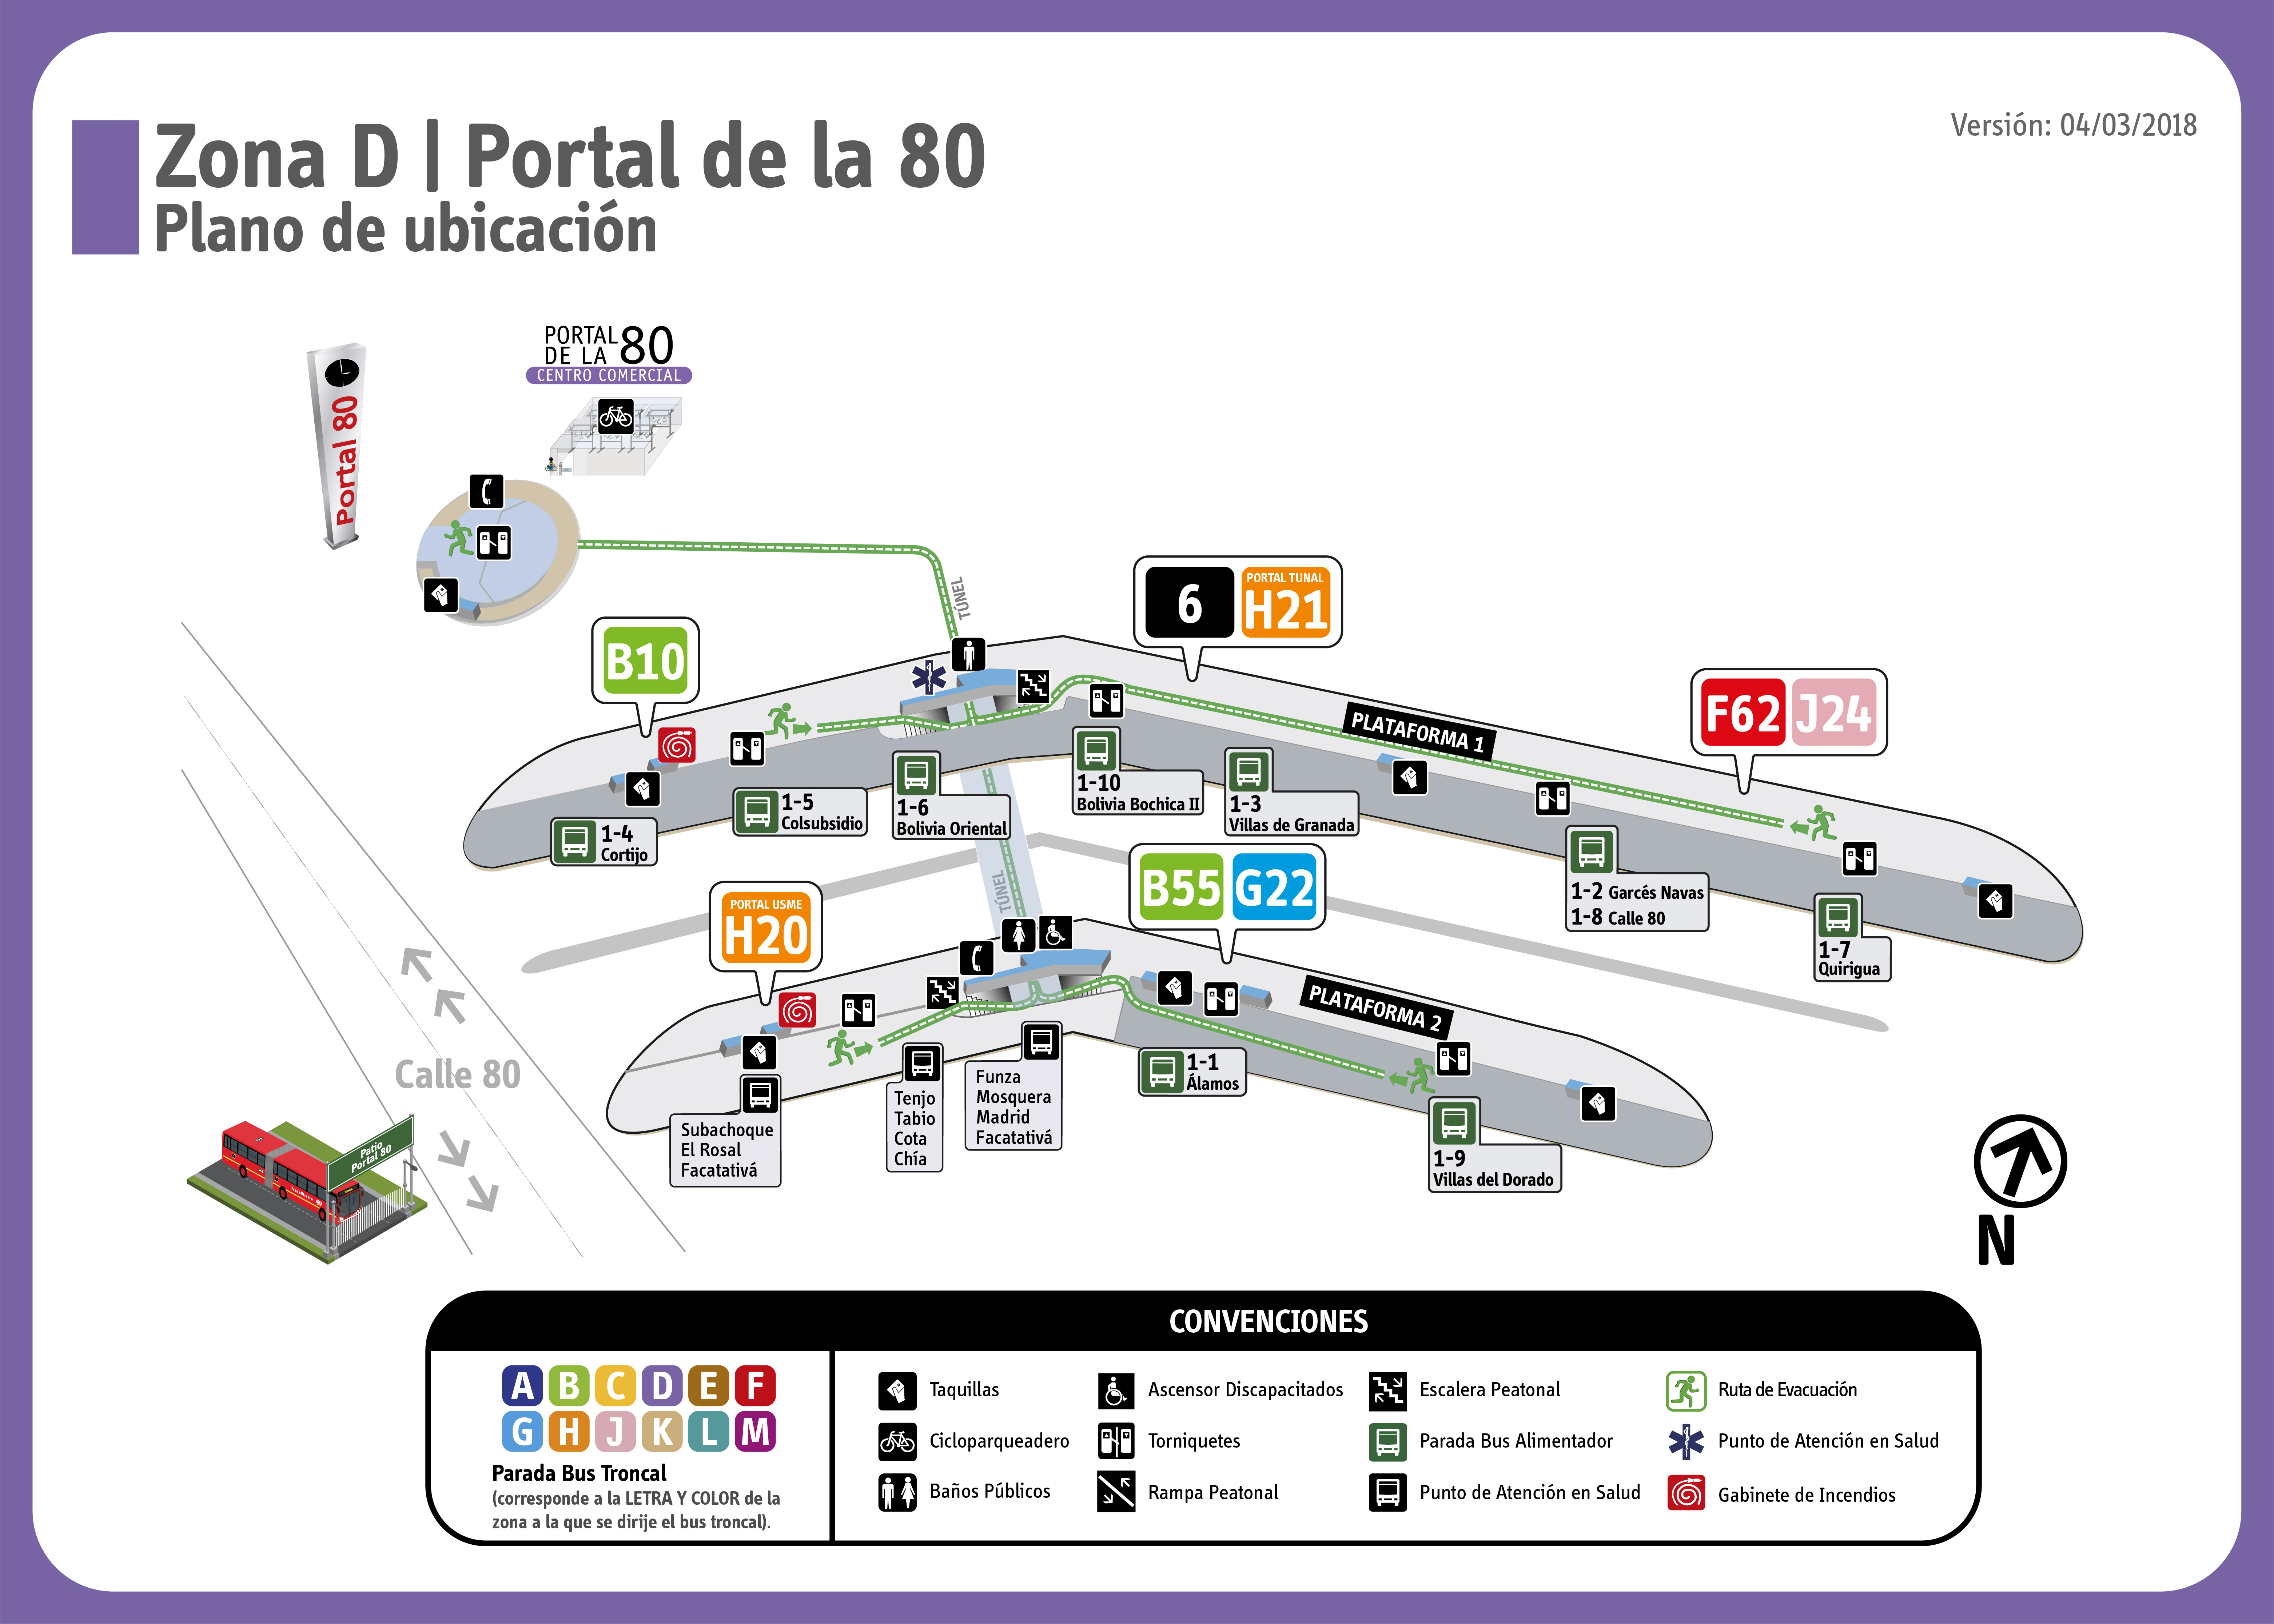 Zona D | Portal de la 80
Plano de ubicación
Versión: 04/03/2018
PORTAL
DE LA 80
CENTRO COMERCIAL
Portal 80
TÚNEL
B10
6
PORTAL TUNAL
H21
F62
J24
PLATAFORMA 1
1-4
Cortijo
1-5
Colsubsidio
1-6
Bolivia Oriental
1-10
Bolivia Bochica II
1-3
Villas de Granada
1-2 Garcés Navas
1-8 Calle 80
1-7
Quirigua
TÚNEL
PORTAL USME
H20
B55
G22
PLATAFORMA 2
Subachoque
El Rosal
Facatativá
Tenjo
Tabio
Cota
Chía
Funza
Mosquera
Madrid
Facatativá
1-1
Álamos
1-9
Villas del Dorado
Calle 80
Patio
Portal 80
N
CONVENCIONES
A B C D E F
G H J K L M
Parada Bus Troncal
(corresponde a la LETRA Y COLOR de la
zona a la que se dirije el bus troncal).
Taquillas
Cicloparqueadero
Baños Públicos
Ascensor Discapacitados
Torniquetes
Rampa Peatonal
Escalera Peatonal
Parada Bus Alimentador
Punto de Atención en Salud
Ruta de Evacuación
Punto de Atención en Salud
Gabinete de Incendios